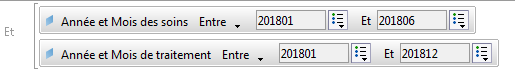 Et
Année et Mois des soins Entre 201801 Et 201806
Année et Mois de traitement Entre 201801 Et 201812